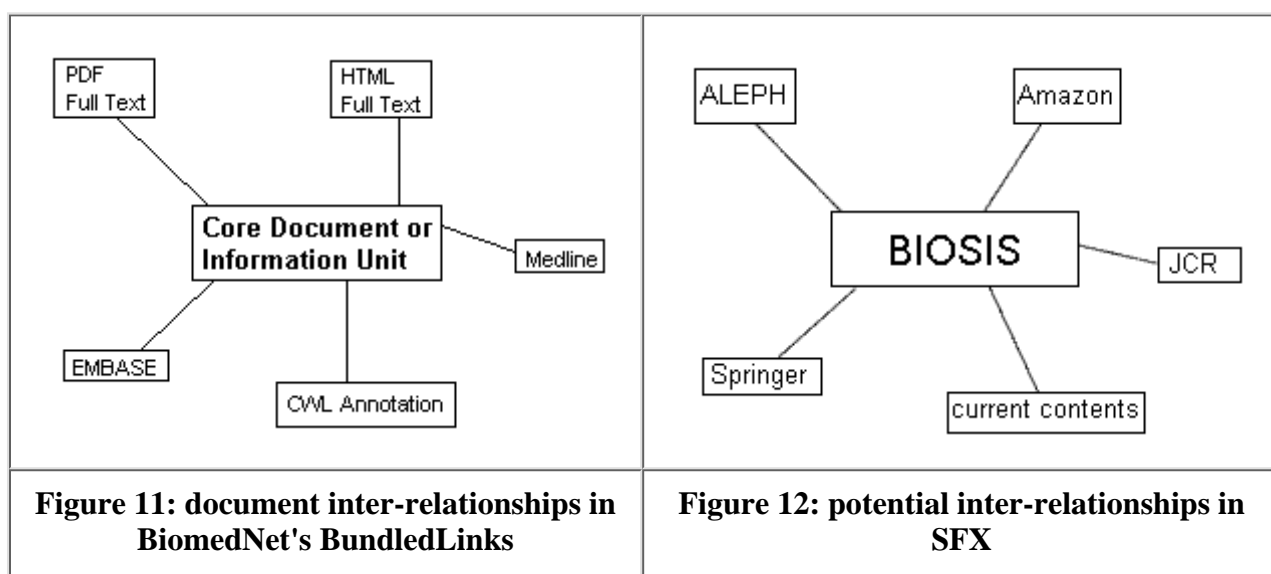 PDF
Full Text
HTML
Full Text
Core Document or
Information Unit
Medline
EMBASE
CWL Annotation
ALEPH
Amazon
BIOSIS
JCR
Springer
current contents
Figure 11: document inter-relationships in
BiomedNet's BundledLinks
Figure 12: potential inter-relationships in
SFX